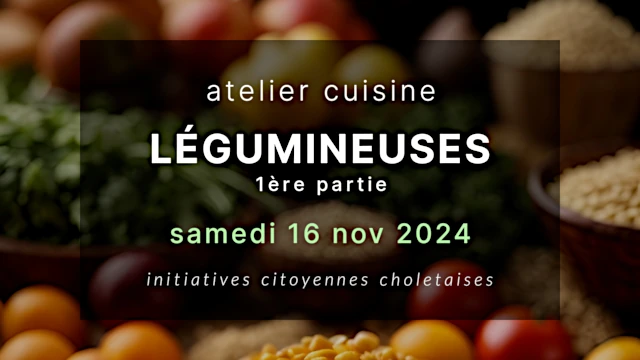 atelier cuisine
LÉGUMINEUSES
1ère partie
samedi 16 nov 2024
initiatives citoyennes choletaises